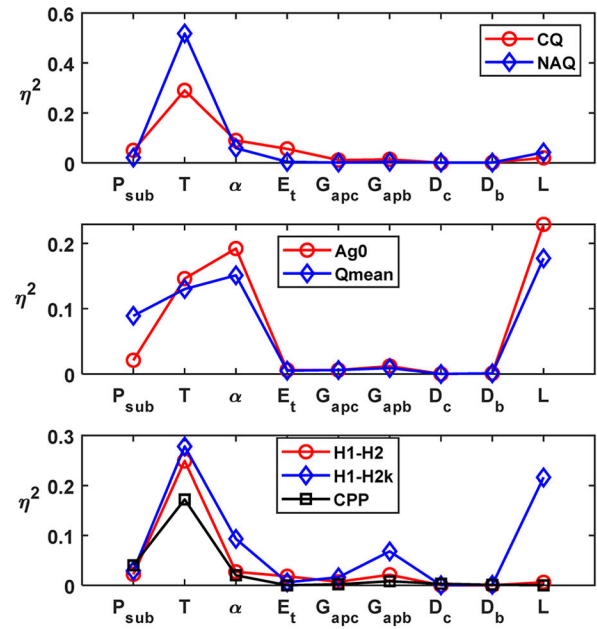 0.6
0.4
η²
0.2
0
CQ
NAQ
P_sub T α E_t G_apc G_apb D_c D_b L
0.2
η²
0.1
0
Ag0
Qmean
P_sub T α E_t G_apc G_apb D_c D_b L
0.3
0.2
η²
0.1
0
H1-H2
H1-H2k
CPP
P_sub T α E_t G_apc G_apb D_c D_b L